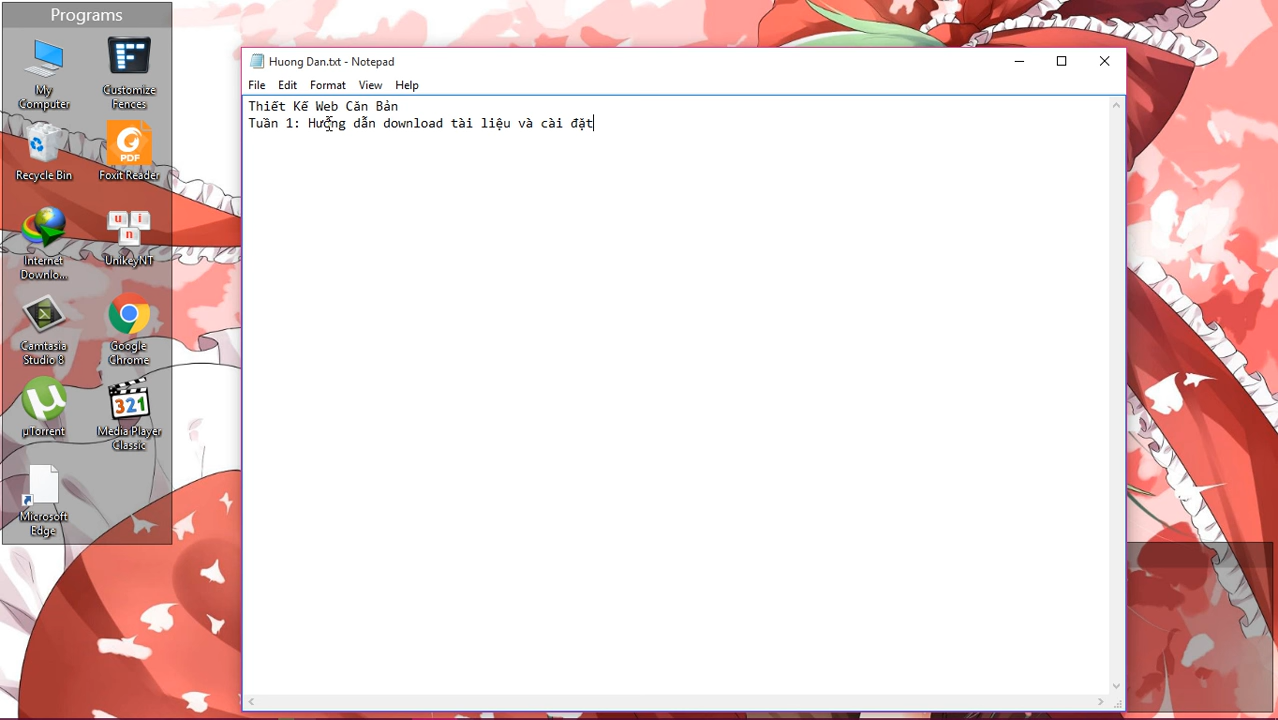 Programs
My Computer
Customize Fences
Recycle Bin
Foxit Reader
PDF
Internet Downlo...
UnikeyNT
u i n
Camtasia Studio 8
Google Chrome
µTorrent
Media Player Classic
321
Microsoft Edge
Huong Dan.txt - Notepad
File Edit Format View Help
Thiết Kế Web Căn Bản
Tuần 1: Hướng dẫn download tài liệu và cài đặt